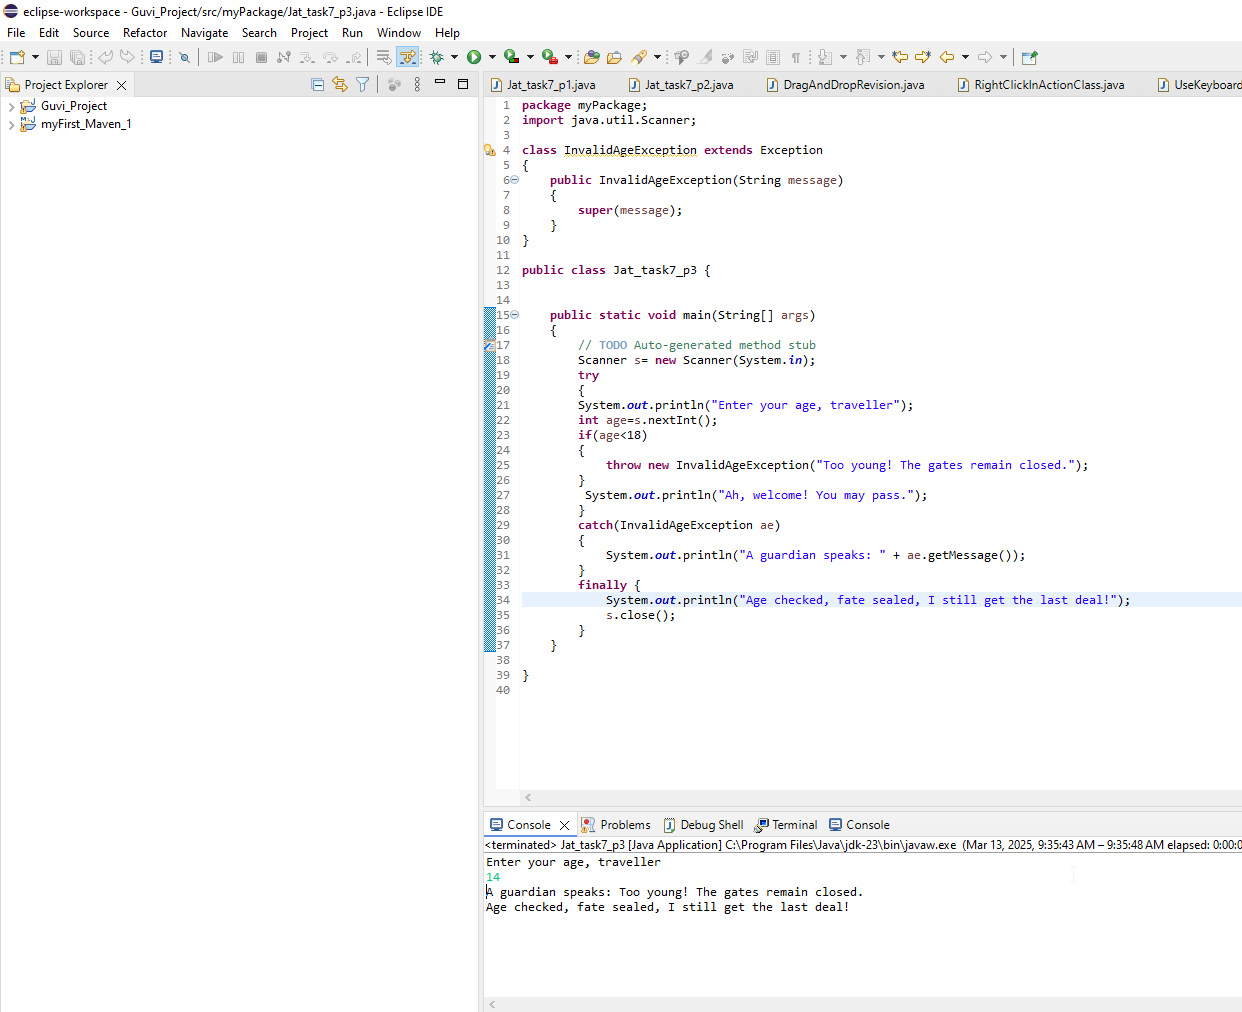 eclipse-workspace - Guvi_Project/src/myPackage/Jat_task7_p3.java - Eclipse IDE
File Edit Source Refactor Navigate Search Project Run Window Help
Project Explorer
Guvi_Project
myFirst_Maven_1
Jat_task7_p1.java Jat_task7_p2.java DragAndDropRevision.java RightClickInActionClass.java UseKeyboard
1 package myPackage;
2 import java.util.Scanner;
3
4 class InvalidAgeException extends Exception
5 {
6 public InvalidAgeException(String message)
7 {
8 super(message);
9 }
10 }
11
12 public class Jat_task7_p3 {
13
14
15 public static void main(String[] args)
16 {
17 // TODO Auto-generated method stub
18 Scanner s= new Scanner(System.in);
19 try
20 {
21 System.out.println("Enter your age, traveller");
22 int age=s.nextInt();
23 if(age<18)
24 {
25 throw new InvalidAgeException("Too young! The gates remain closed.");
26 }
27 System.out.println("Ah, welcome! You may pass.");
28 }
29 catch(InvalidAgeException ae)
30 {
31 System.out.println("A guardian speaks: " + ae.getMessage());
32 }
33 finally {
34 System.out.println("Age checked, fate sealed, I still get the last deal!");
35 s.close();
36 }
37 }
38
39 }
40
Console Problems Debug Shell Terminal Console
<terminated> Jat_task7_p3 [Java Application] C:\Program Files\Java\jdk-23\bin\javaw.exe (Mar 13, 2025, 9:35:43 AM – 9:35:48 AM elapsed: 0:00:0
Enter your age, traveller
14
A guardian speaks: Too young! The gates remain closed.
Age checked, fate sealed, I still get the last deal!